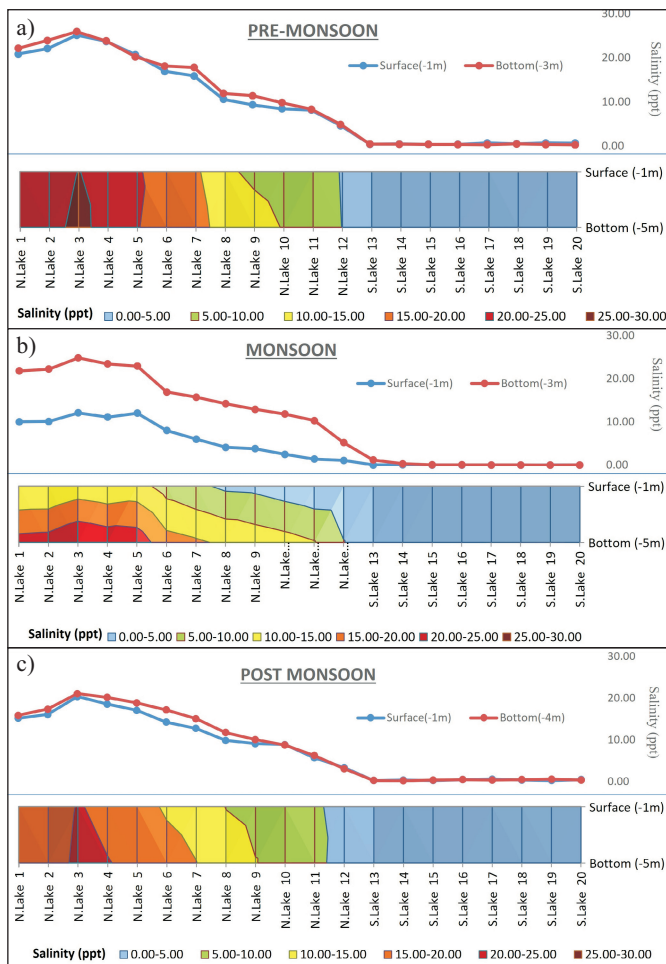 a)
PRE-MONSOON
30.00
20.00
10.00
0.00
Salinity (ppt)
Surface(-1m)
Bottom(-3m)
Surface (-1m)
Bottom (-5m)
N.Lake 1
N.Lake 2
N.Lake 3
N.Lake 4
N.Lake 5
N.Lake 6
N.Lake 7
N.Lake 8
N.Lake 9
N.Lake 10
N.Lake 11
N.Lake 12
S.Lake 13
S.Lake 14
S.Lake 15
S.Lake 16
S.Lake 17
S.Lake 18
S.Lake 19
S.Lake 20
Salinity (ppt) 0.00-5.00 5.00-10.00 10.00-15.00 15.00-20.00 20.00-25.00 25.00-30.00
b)
MONSOON
30.00
20.00
10.00
0.00
Salinity (ppt)
Surface(-1m)
Bottom(-3m)
Surface (-1m)
Bottom (-5m)
N.Lake 1
N.Lake 2
N.Lake 3
N.Lake 4
N.Lake 5
N.Lake 6
N.Lake 7
N.Lake 8
N.Lake 9
N.Lake...
N.Lake...
N.Lake...
S.Lake 13
S.Lake 14
S.Lake 15
S.Lake 16
S.Lake 17
S.Lake 18
S.Lake 19
S.Lake 20
Salinity (ppt) 0.00-5.00 5.00-10.00 10.00-15.00 15.00-20.00 20.00-25.00 25.00-30.00
c)
POST MONSOON
30.00
20.00
10.00
0.00
Salinity (ppt)
Surface(-1m)
Bottom(-4m)
Surface (-1m)
Bottom (-5m)
N.Lake 1
N.Lake 2
N.Lake 3
N.Lake 4
N.Lake 5
N.Lake 6
N.Lake 7
N.Lake 8
N.Lake 9
N.Lake 10
N.Lake 11
N.Lake 12
S.Lake 13
S.Lake 14
S.Lake 15
S.Lake 16
S.Lake 17
S.Lake 18
S.Lake 19
S.Lake 20
Salinity (ppt) 0.00-5.00 5.00-10.00 10.00-15.00 15.00-20.00 20.00-25.00 25.00-30.00